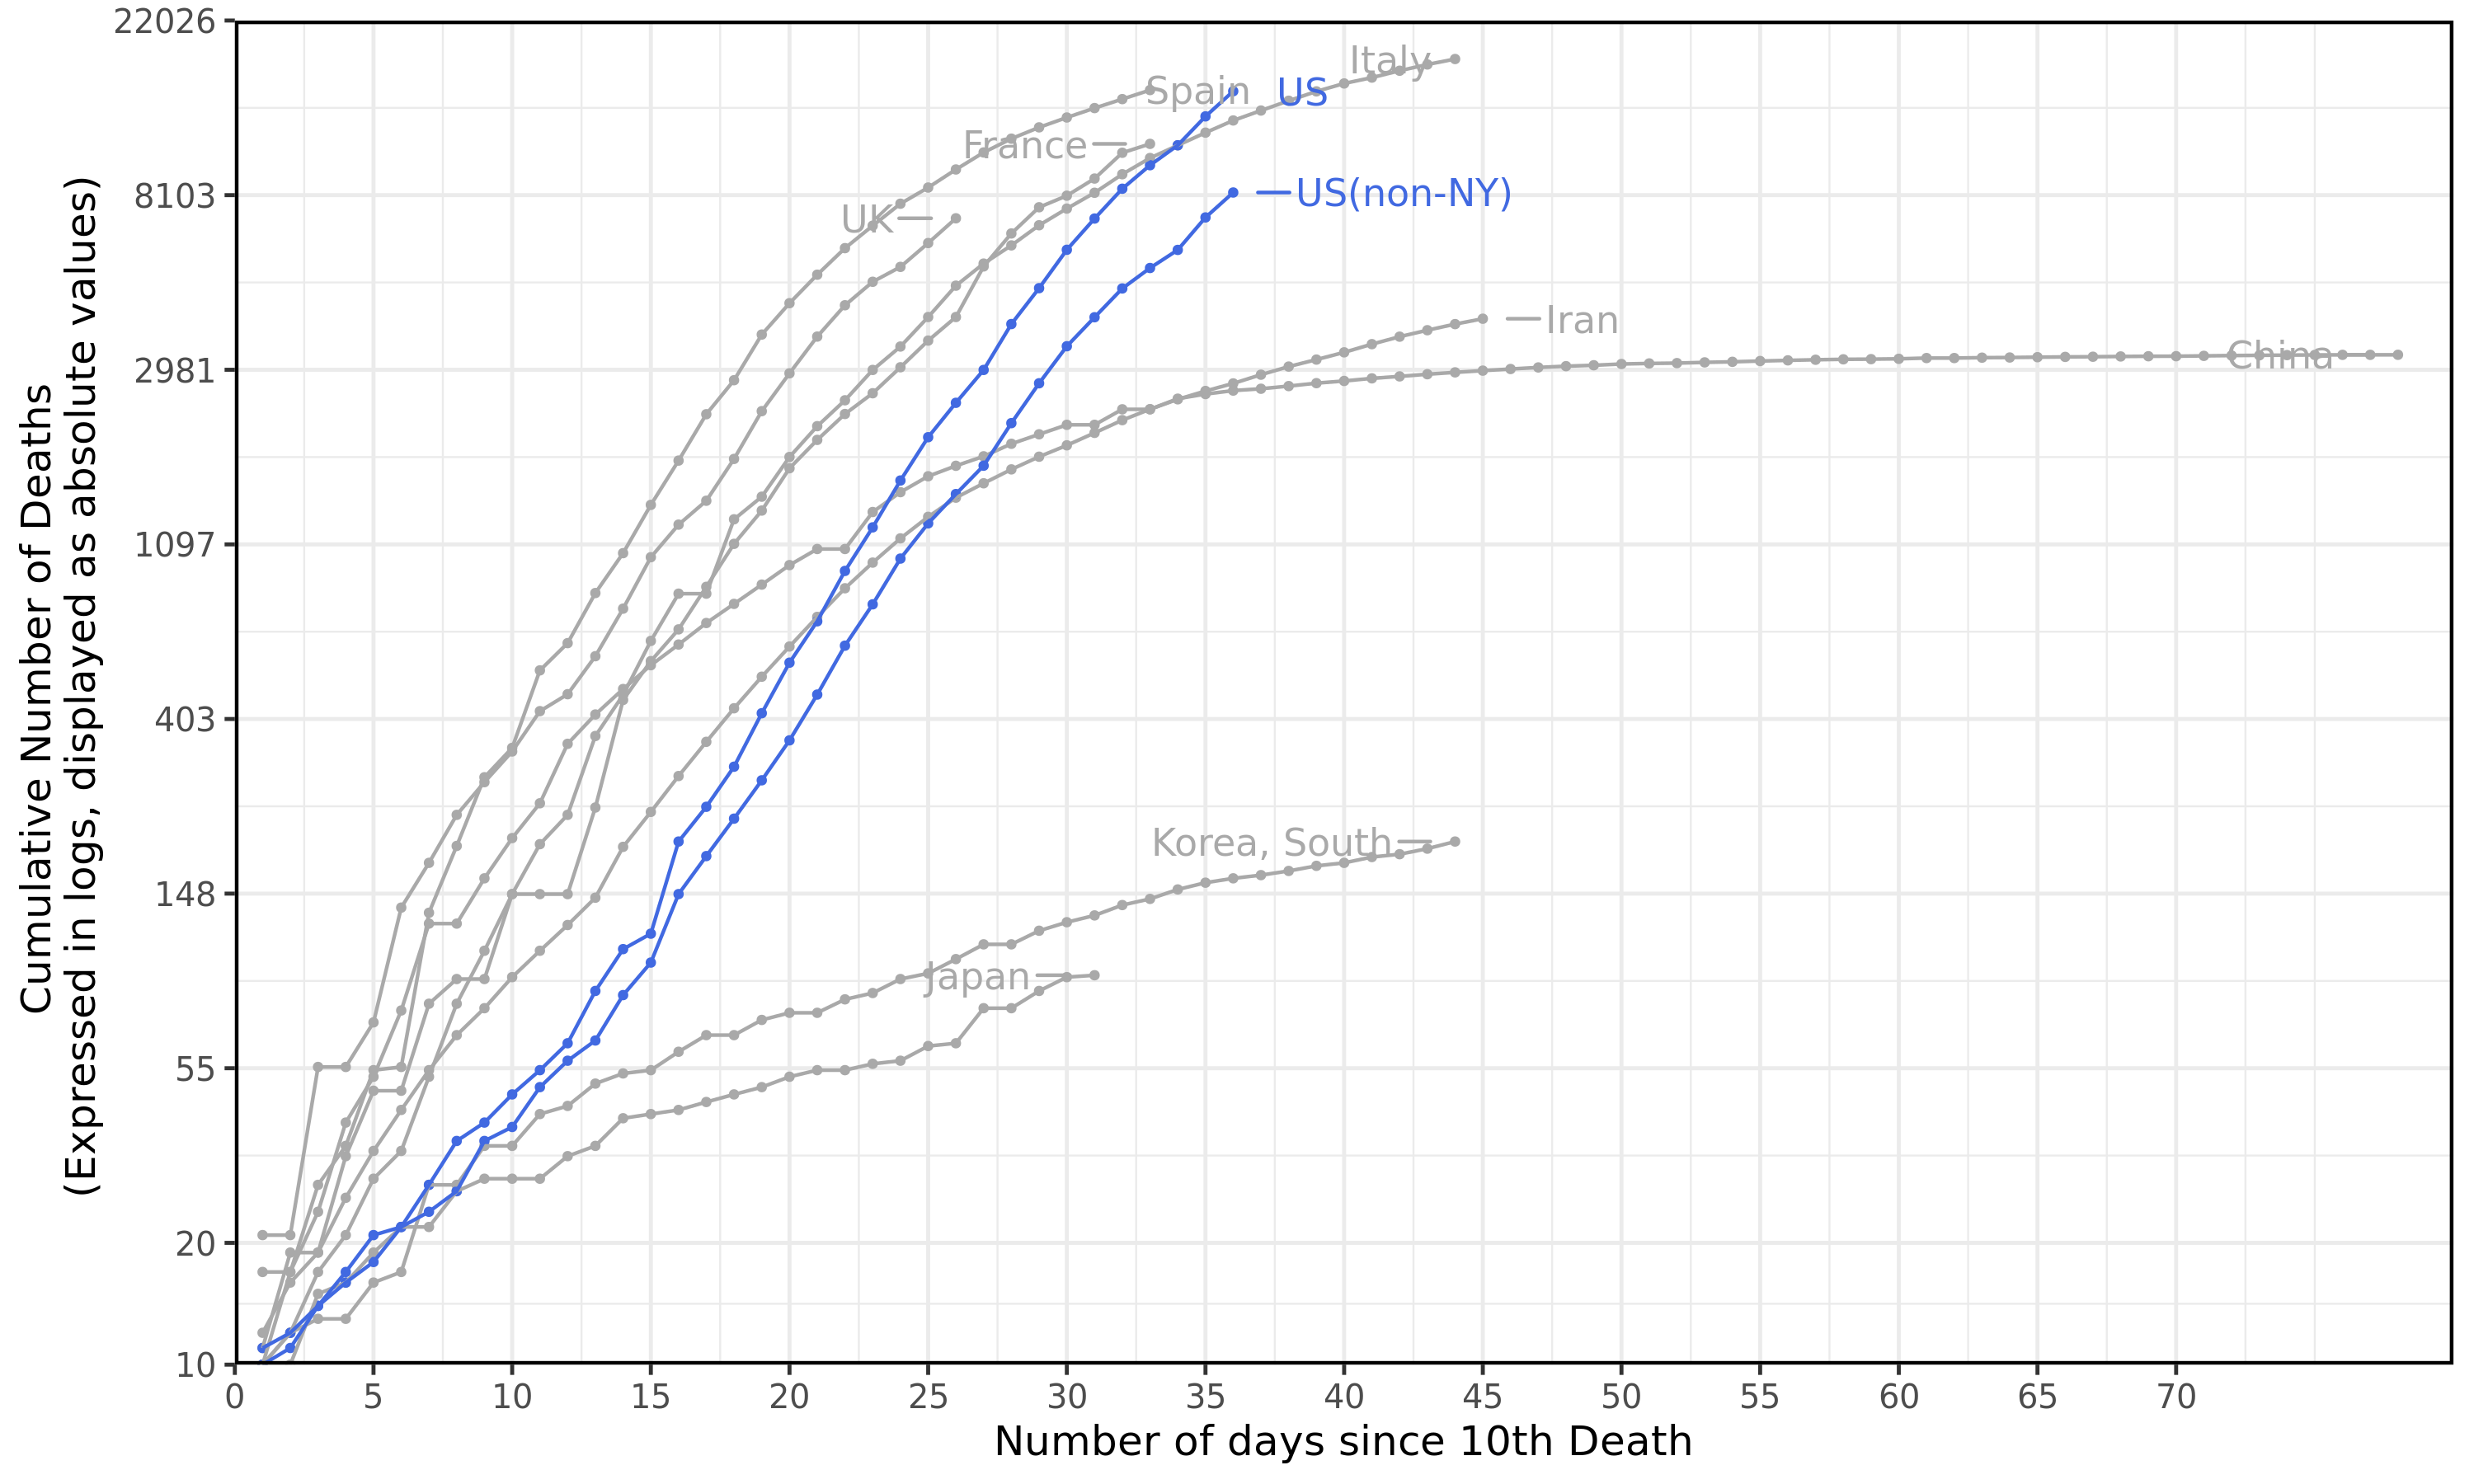 Cumulative Number of Deaths
(Expressed in logs, displayed as absolute values)
22026
8103
2981
1097
403
148
55
20
10
Italy
Spain
US
France
US(non-NY)
UK
Iran
China
Korea, South
Japan
0 5 10 15 20 25 30 35 40 45 50 55 60 65 70
Number of days since 10th Death